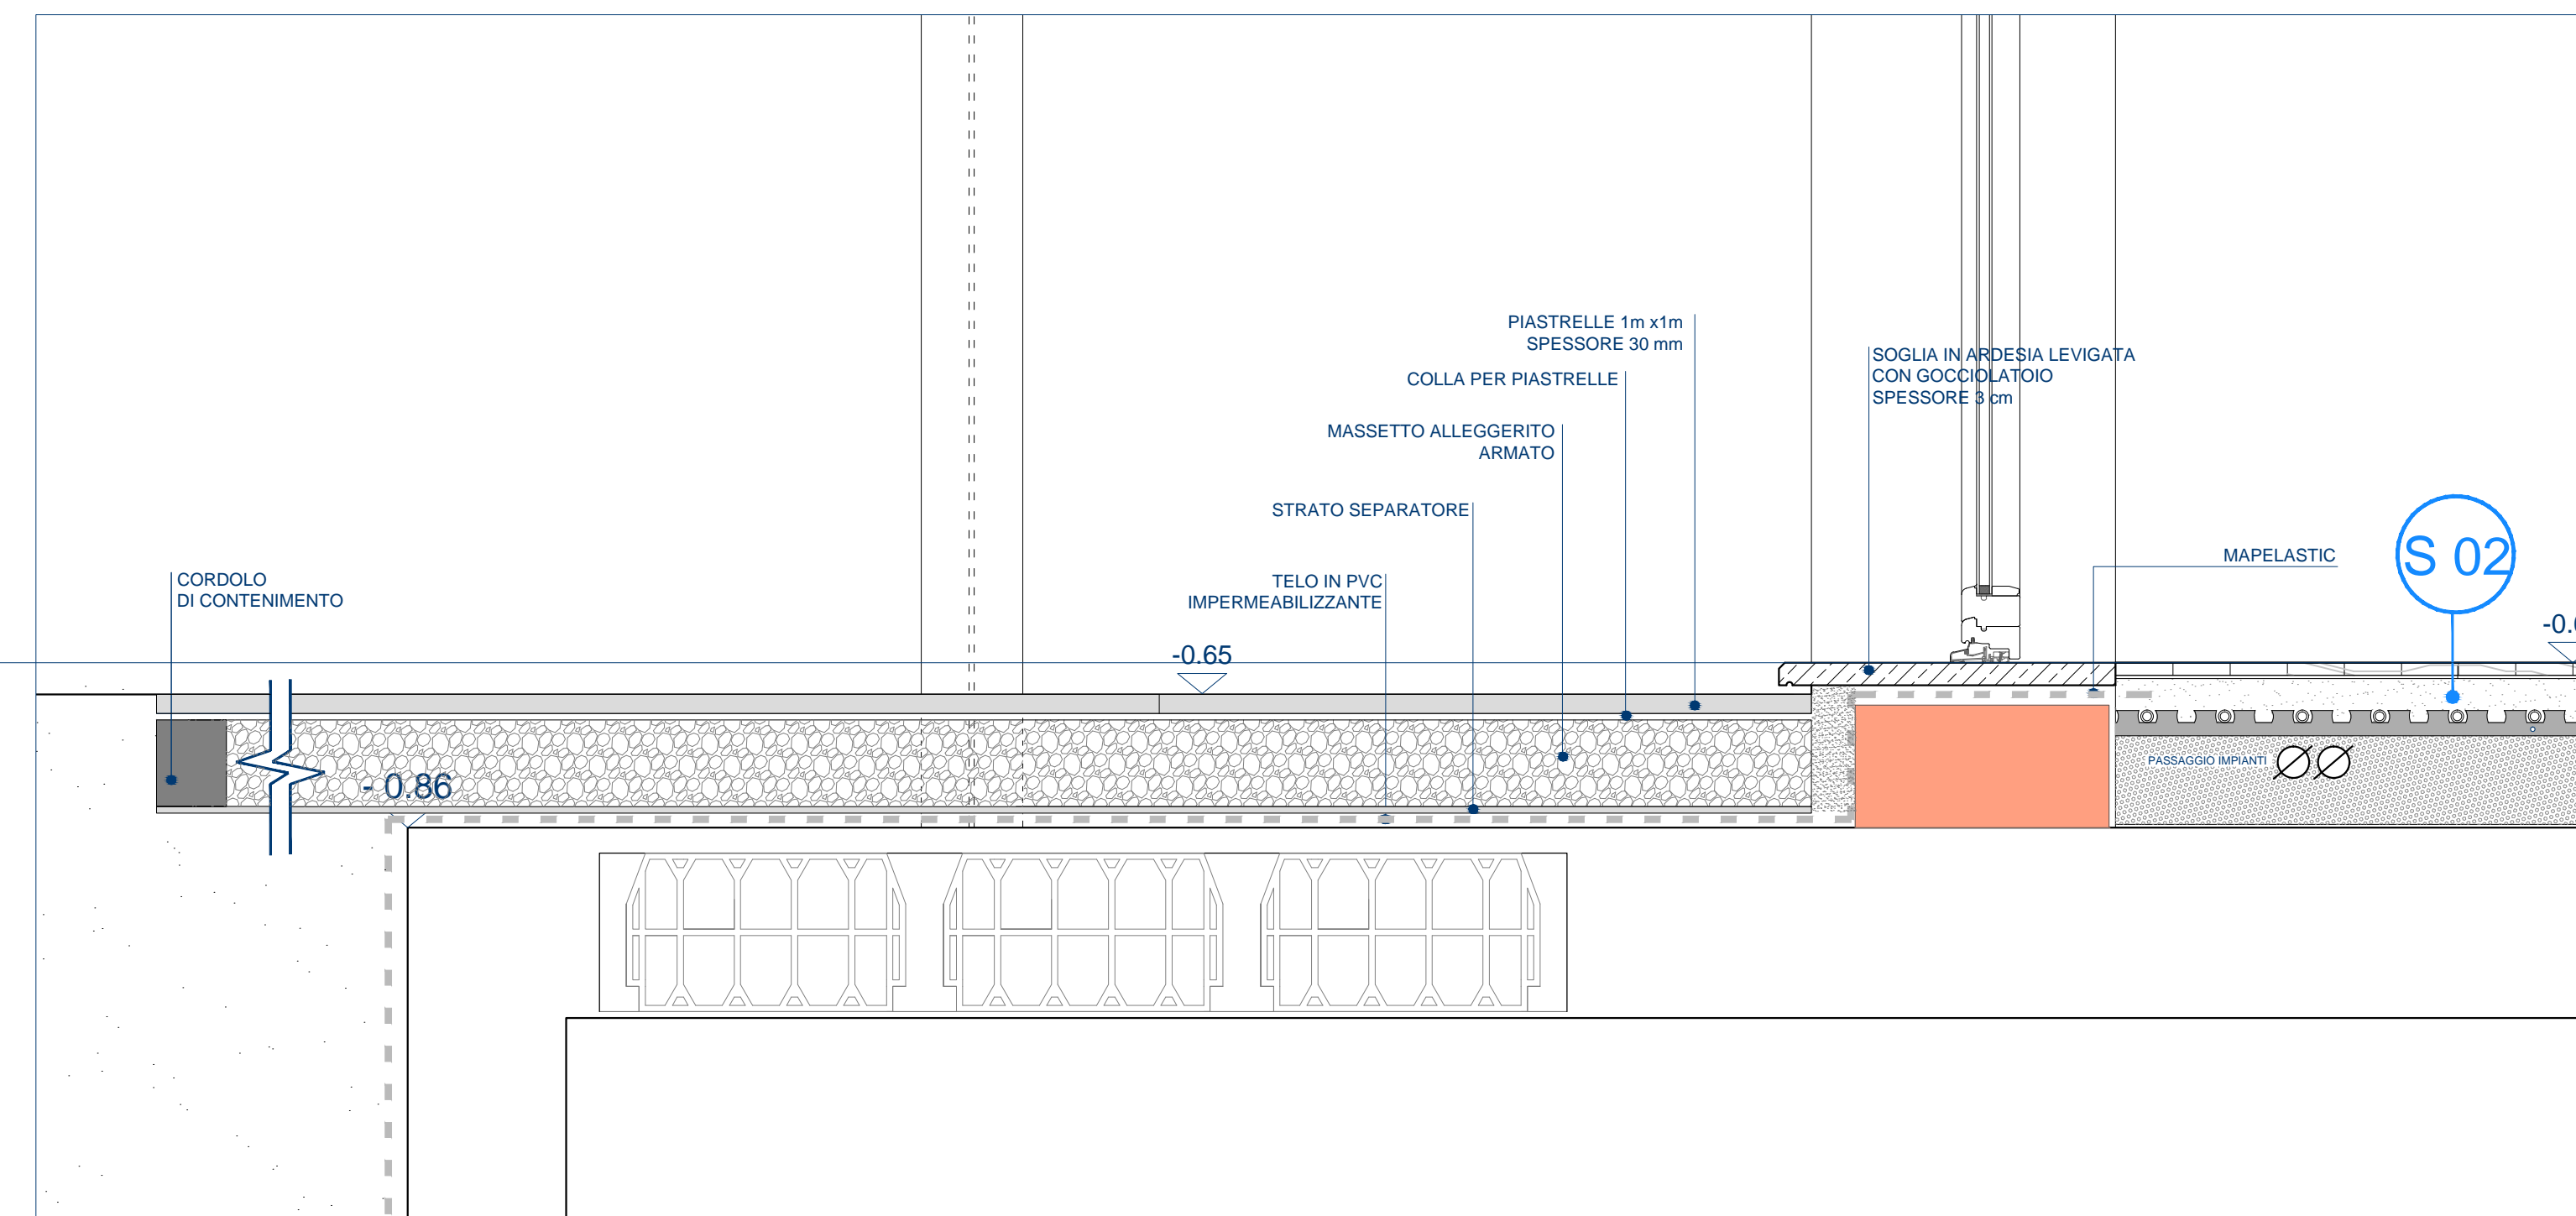 PIASTRELLE 1m x1m
SPESSORE 30 mm
COLLA PER PIASTRELLE
MASSETTO ALLEGGERITO
ARMATO
STRATO SEPARATORE
TELO IN PVC
IMPERMEABILIZZANTE
SOGLIA IN ARDESIA LEVIGATA
CON GOCCIOLATOIO
SPESSORE 3 cm
CORDOLO
DI CONTENIMENTO
MAPELASTIC
S 02
-0.65
- 0.86
PASSAGGIO IMPIANTI